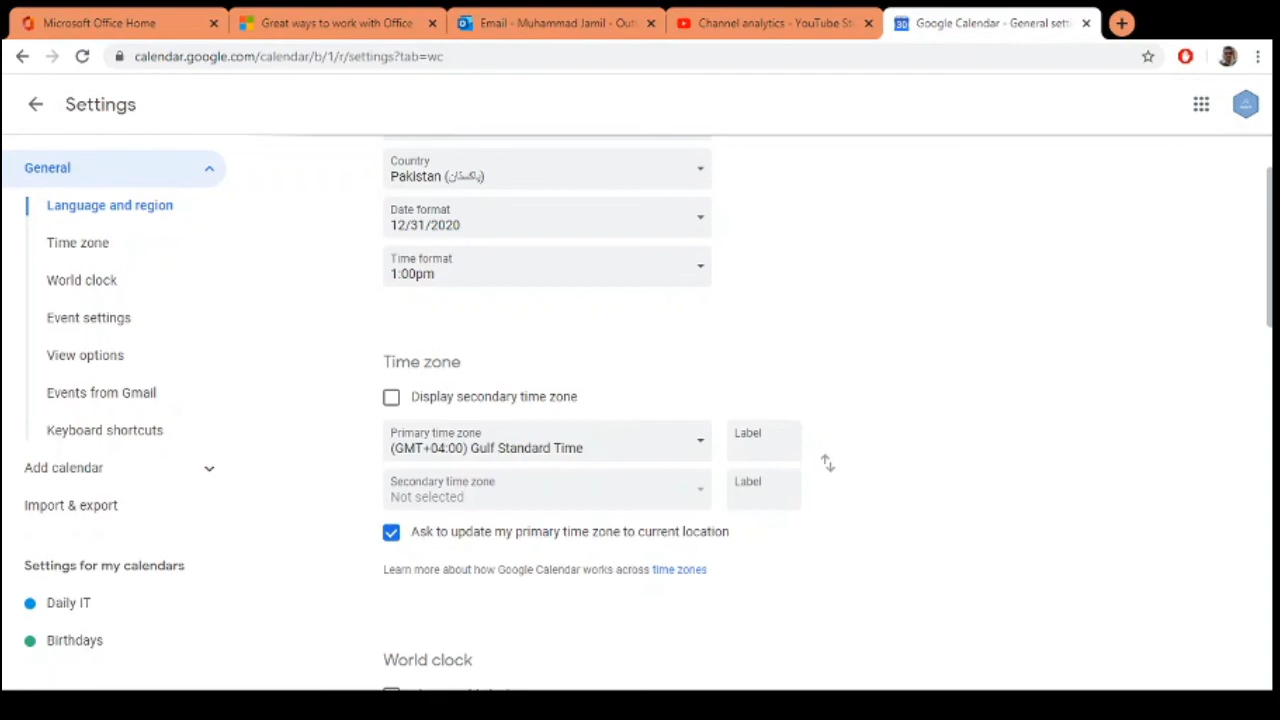 Microsoft Office Home
Great ways to work with Office
Email - Muhammad Jamil - Out
Channel analytics - YouTube St
Google Calendar - General sett
calendar.google.com/calendar/b/1/r/settings?tab=wc
Settings
General
Language and region
Time zone
World clock
Event settings
View options
Events from Gmail
Keyboard shortcuts
Add calendar
Import & export
Settings for my calendars
Daily IT
Birthdays
Country
Pakistan (پاکستان)
Date format
12/31/2020
Time format
1:00pm
Time zone
Display secondary time zone
Primary time zone
(GMT+04:00) Gulf Standard Time
Label
Secondary time zone
Not selected
Label
Ask to update my primary time zone to current location
Learn more about how Google Calendar works across time zones
World clock